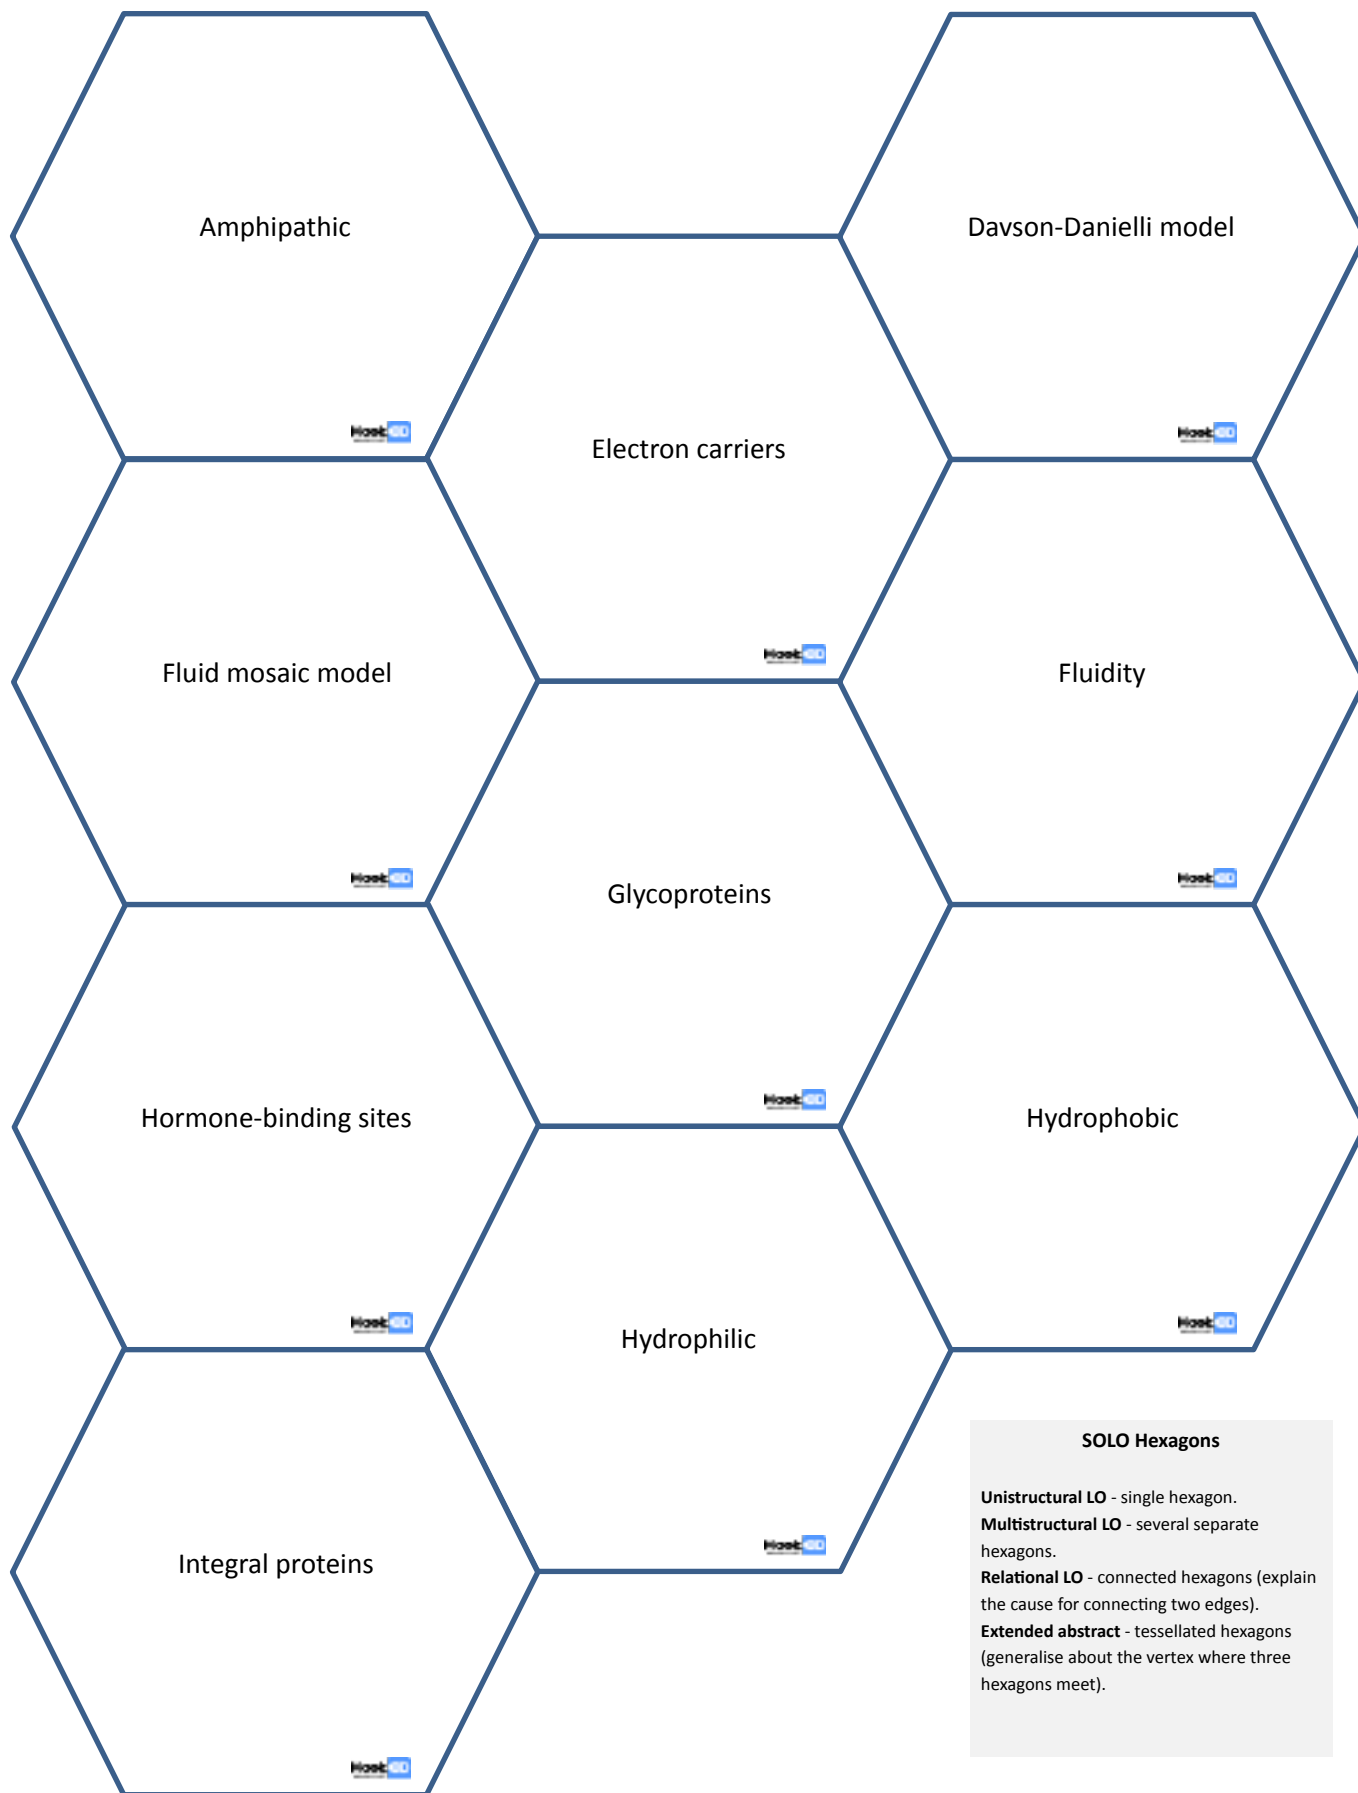 Amphipathic
Davson-Danielli model
Electron carriers
Fluid mosaic model
Fluidity
Glycoproteins
Hormone-binding sites
Hydrophobic
Hydrophilic
Integral proteins
SOLO Hexagons
Unistructural LO - single hexagon.
Multistructural LO - several separate
hexagons.
Relational LO - connected hexagons (explain
the cause for connecting two edges).
Extended abstract - tessellated hexagons
(generalise about the vertex where three
hexagons meet).